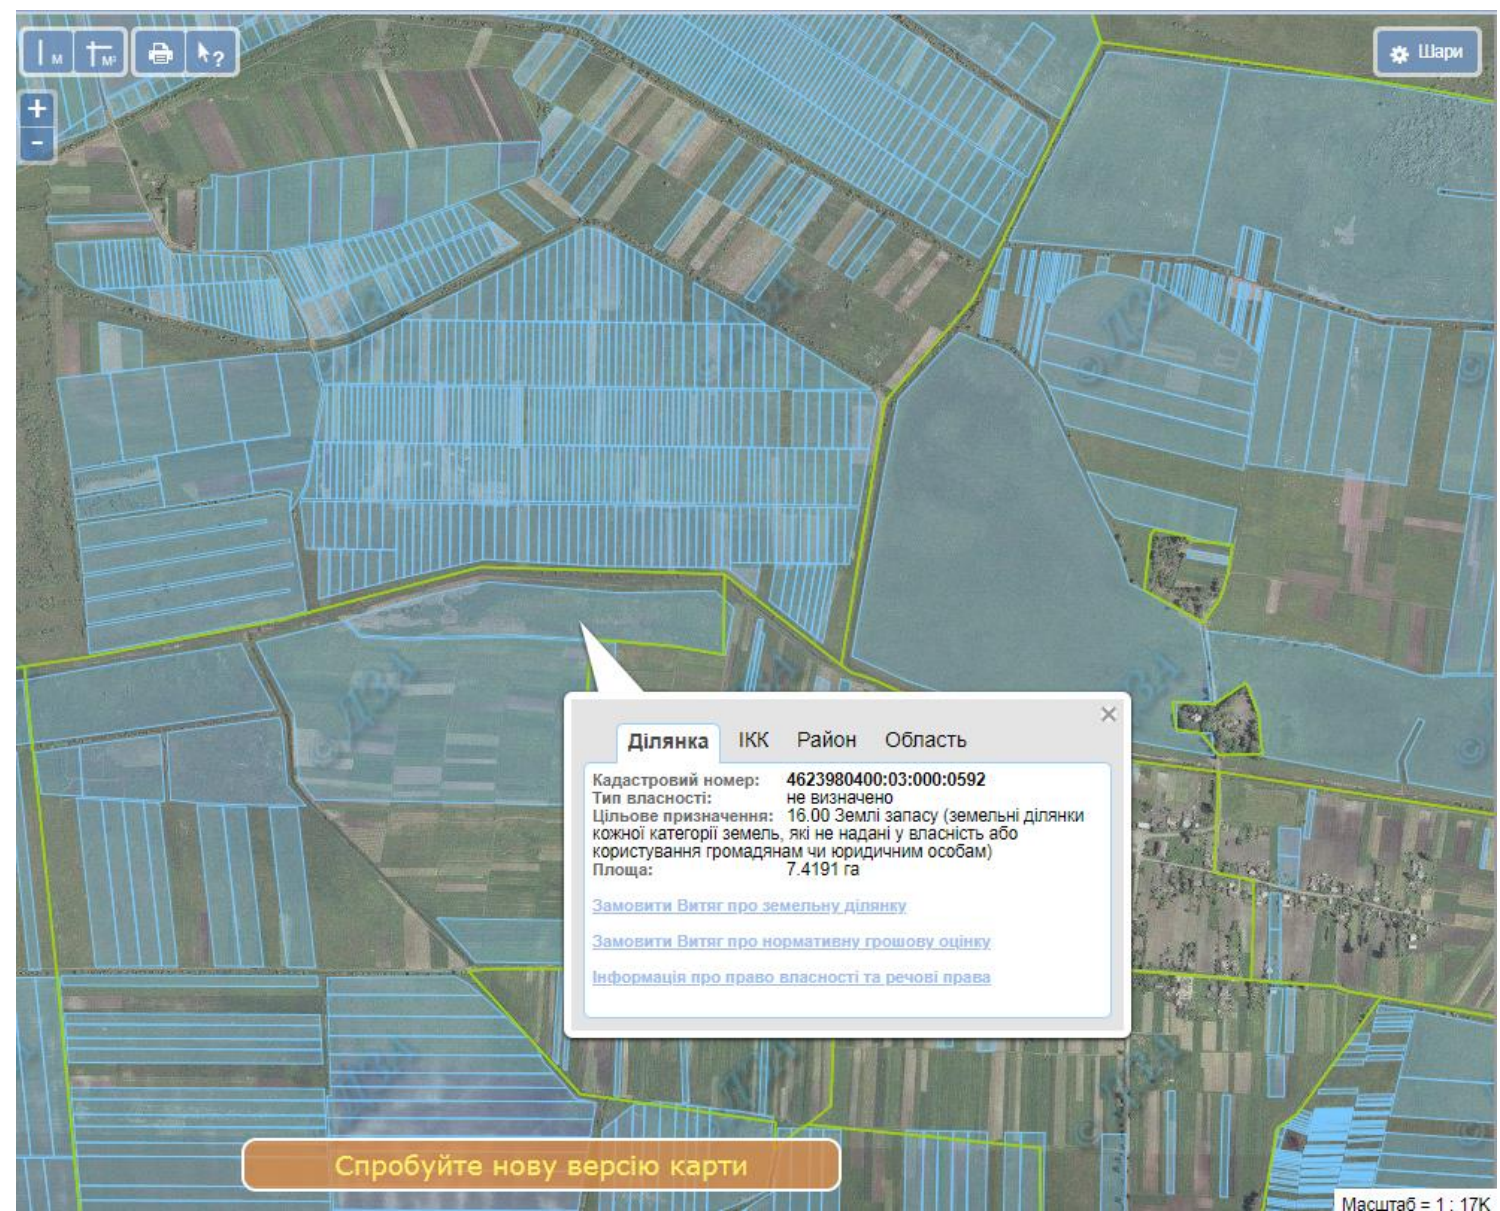 М
М²
?
Шари
+
-
© ДЗА
Ділянка ІКК Район Область
Кадастровий номер: 4623980400:03:000:0592
Тип власності: не визначено
Цільове призначення: 16.00 Землі запасу (земельні ділянки
кожної категорії земель, які не надані у власність або
користування громадянам чи юридичним особам)
Площа: 7.4191 га
Замовити Витяг про земельну ділянку
Замовити Витяг про нормативну грошову оцінку
Інформація про право власності та речові права
Спробуйте нову версію карти
Масштаб = 1 : 17K